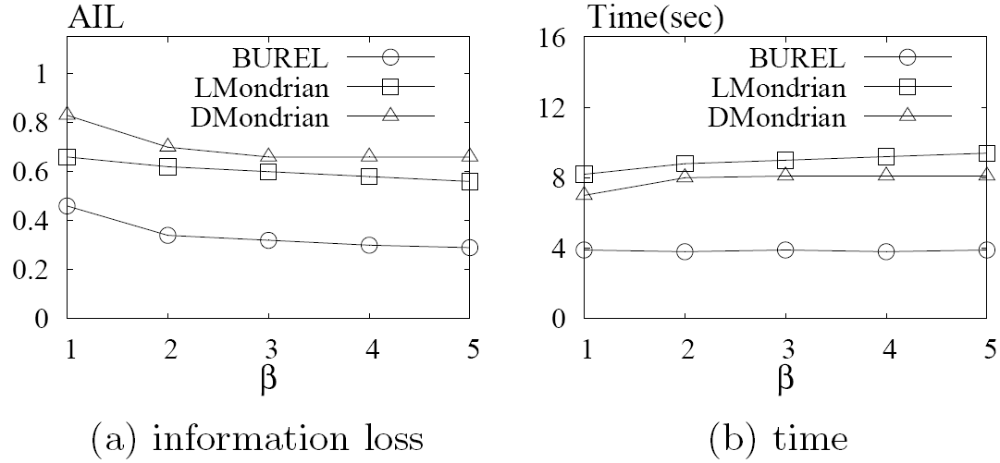 AIL
1
0.8
0.6
0.4
0.2
0
BUREL
LMondrian
DMondrian
1 2 3 4 5
β
(a) information loss
Time(sec)
16
12
8
4
0
BUREL
LMondrian
DMondrian
1 2 3 4 5
β
(b) time